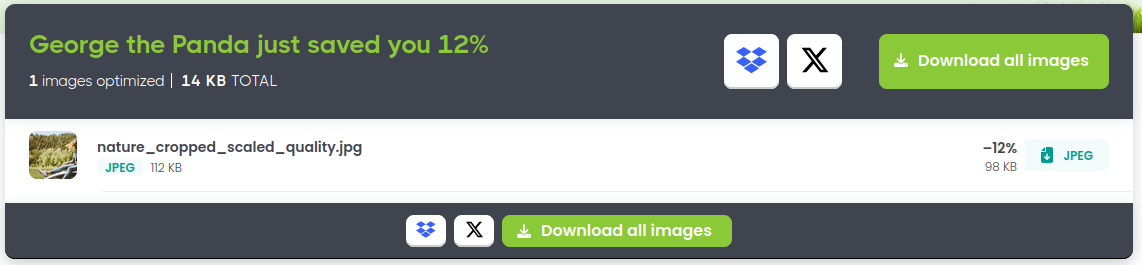 George the Panda just saved you 12%
1 images optimized | 14 KB TOTAL
Download all images
nature_cropped_scaled_quality.jpg
JPEG 112 KB
−12%
98 KB
JPEG
Download all images